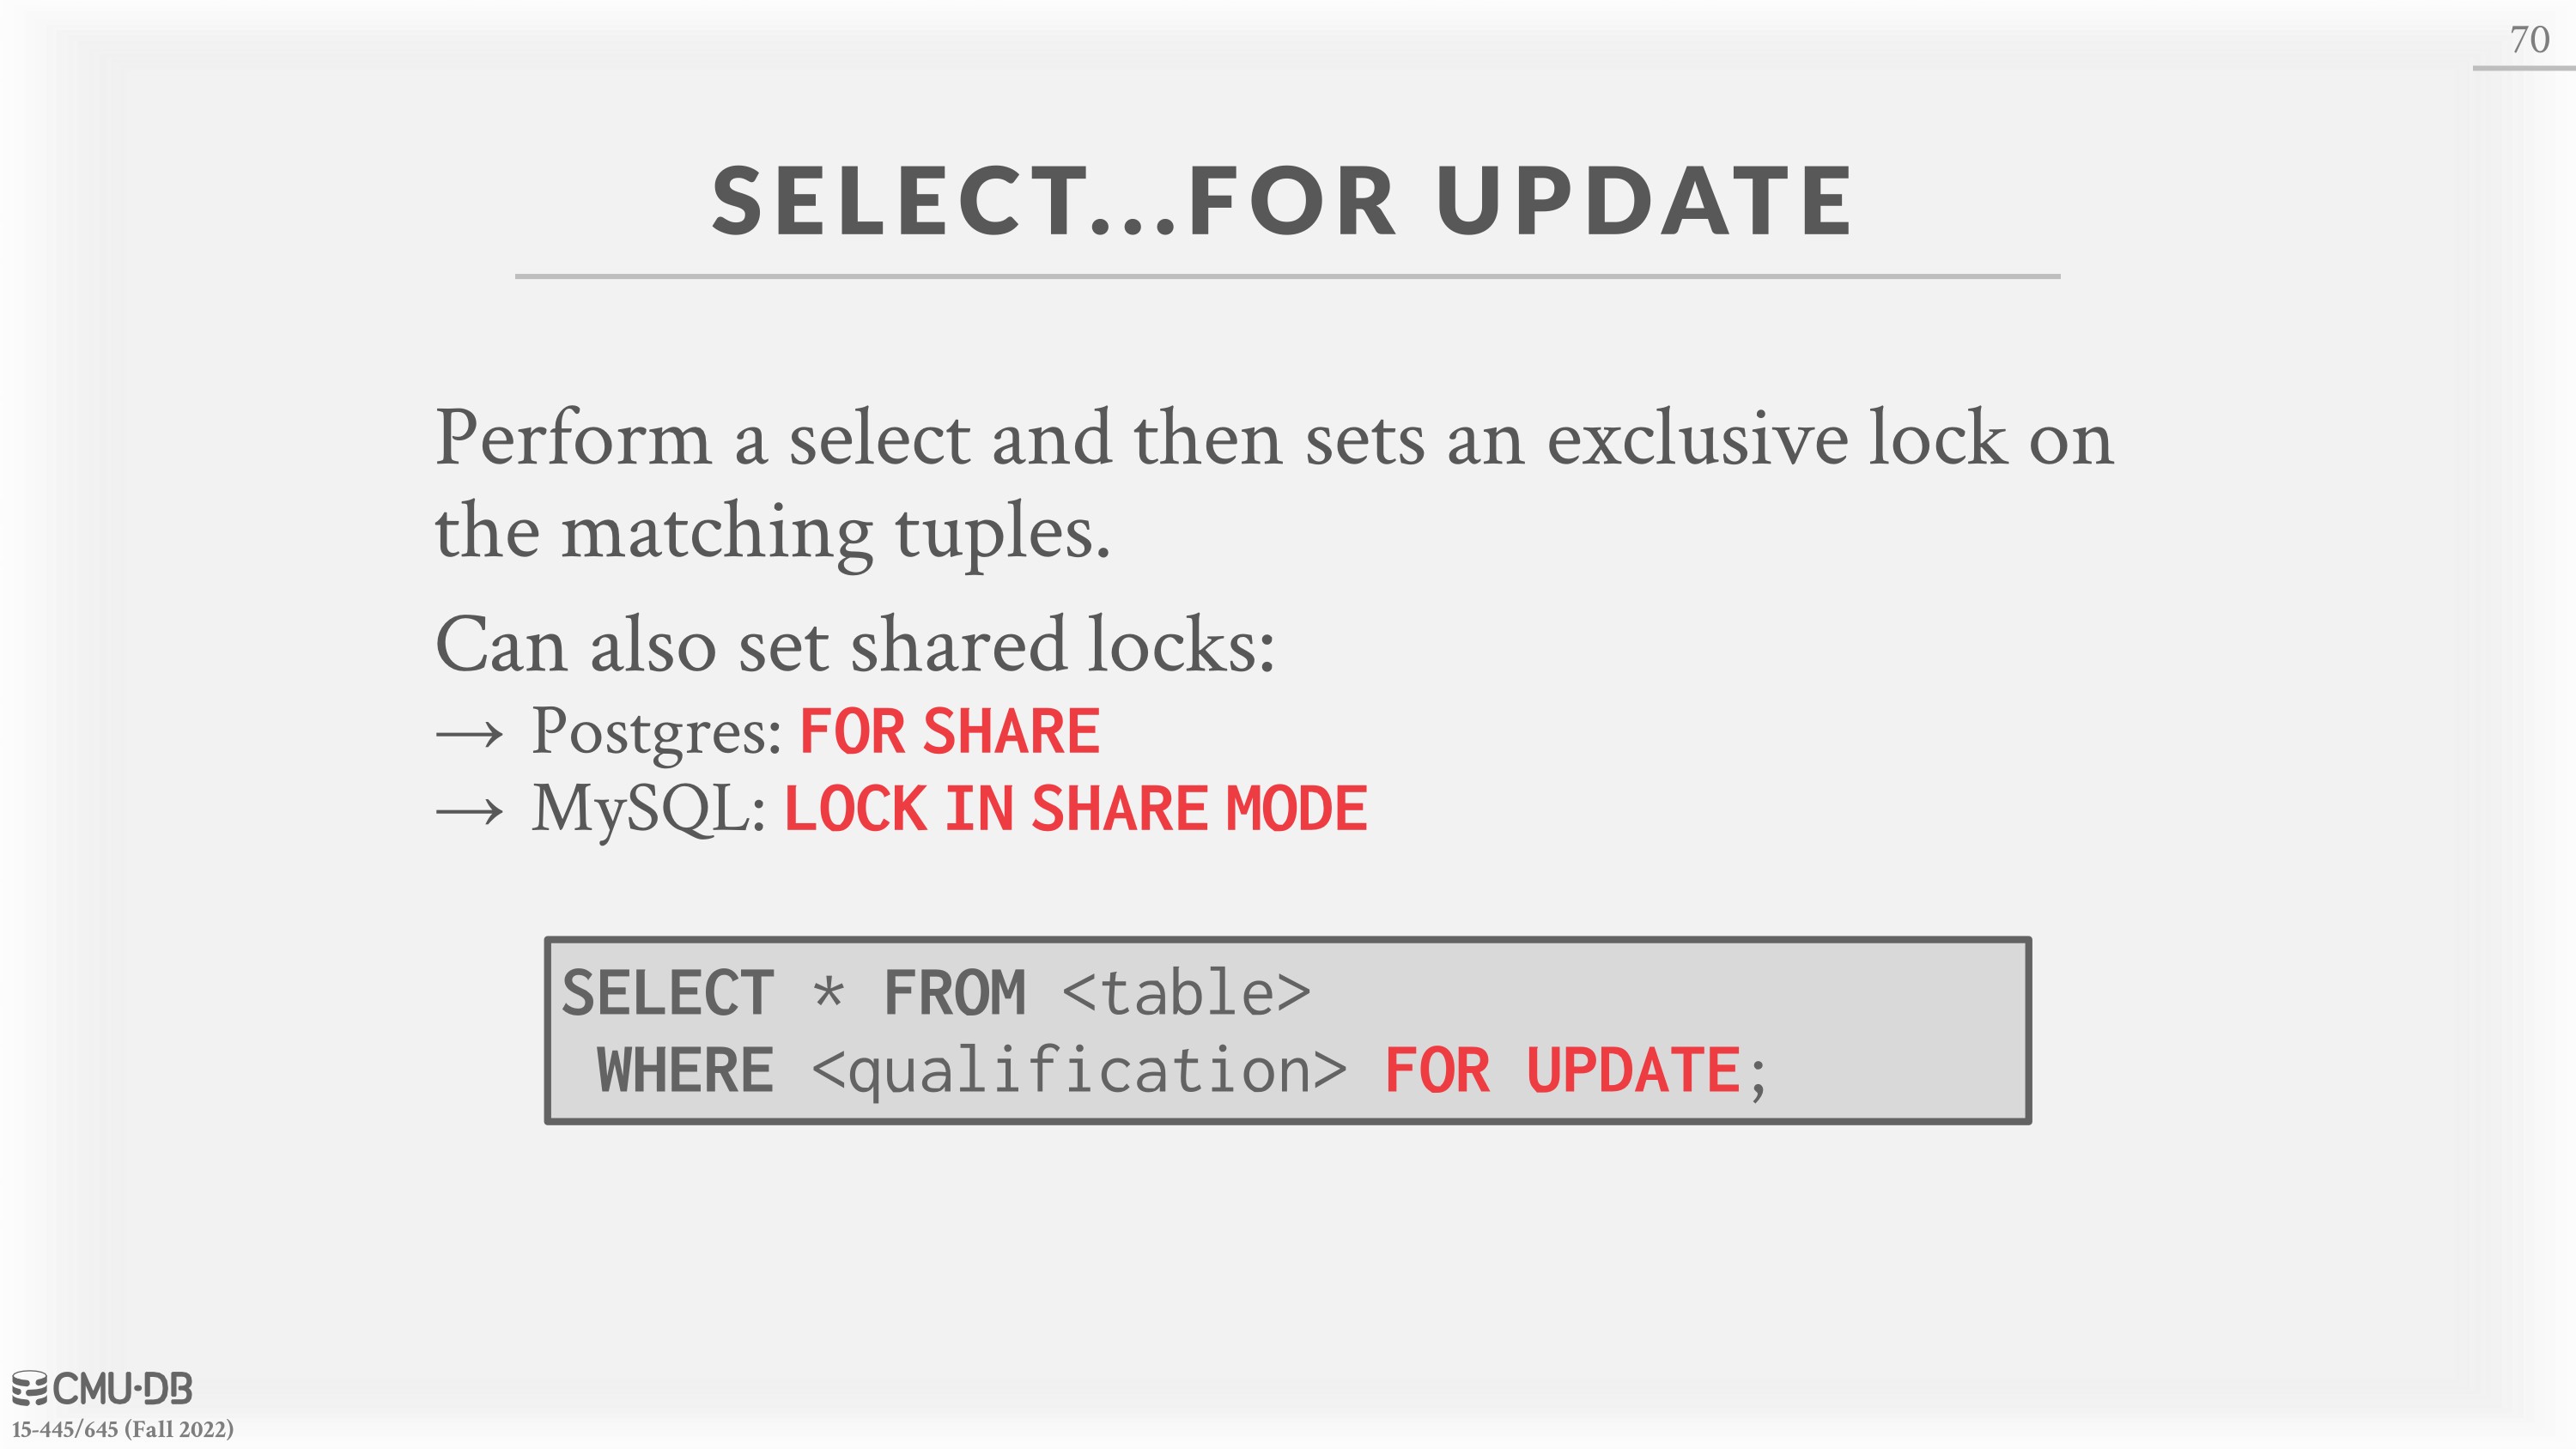 70
SELECT...FOR UPDATE
Perform a select and then sets an exclusive lock on
the matching tuples.
Can also set shared locks:
→ Postgres: FOR SHARE
→ MySQL: LOCK IN SHARE MODE
SELECT * FROM <table>
 WHERE <qualification> FOR UPDATE;
CMU·DB
15-445/645 (Fall 2022)